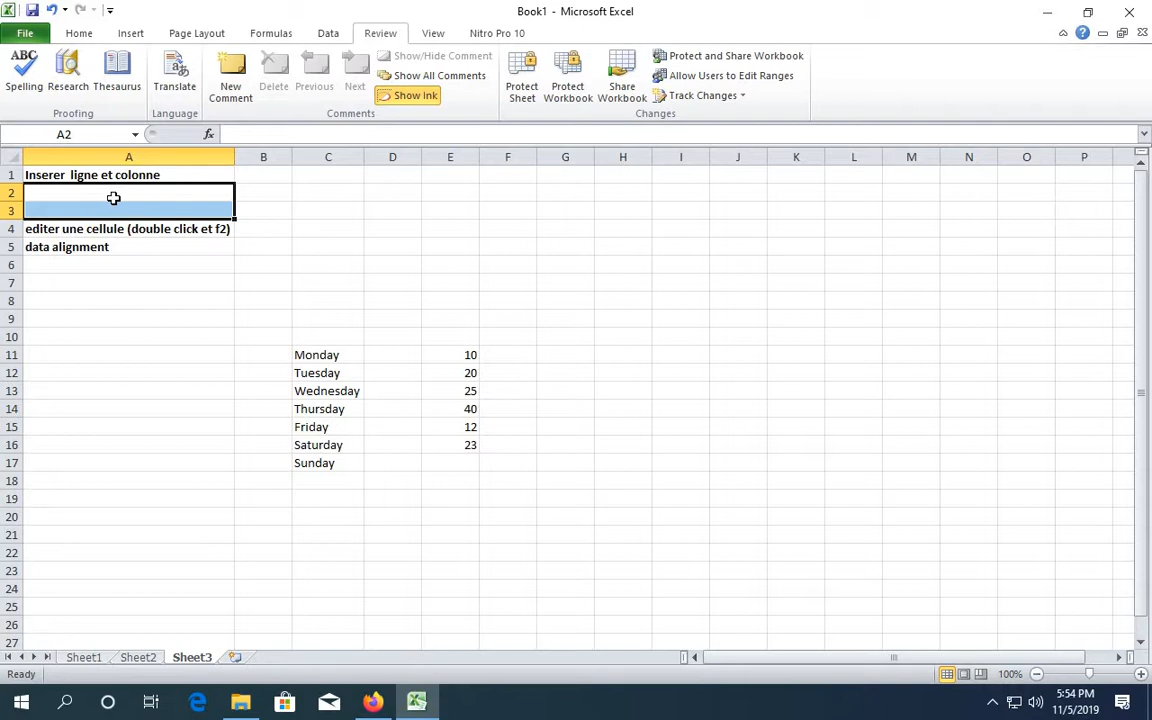 Book1 - Microsoft Excel
File Home Insert Page Layout Formulas Data Review View Nitro Pro 10
ABC
Spelling Research Thesaurus
Proofing
Translate
Language
New Comment
Delete Previous Next
Show/Hide Comment
Show All Comments
Show Ink
Comments
Protect Sheet
Protect Workbook
Share Workbook
Protect and Share Workbook
Allow Users to Edit Ranges
Track Changes
Changes
A2 fx
A B C D E F G H I J K L M N O P
1 Inserer ligne et colonne
2
3
4 editer une cellule (double click et f2)
5 data alignment
6
7
8
9
10
11 Monday 10
12 Tuesday 20
13 Wednesday 25
14 Thursday 40
15 Friday 12
16 Saturday 23
17 Sunday
18
19
20
21
22
23
24
25
26
27
Sheet1 Sheet2 Sheet3
Ready 100%
5:54 PM
11/5/2019